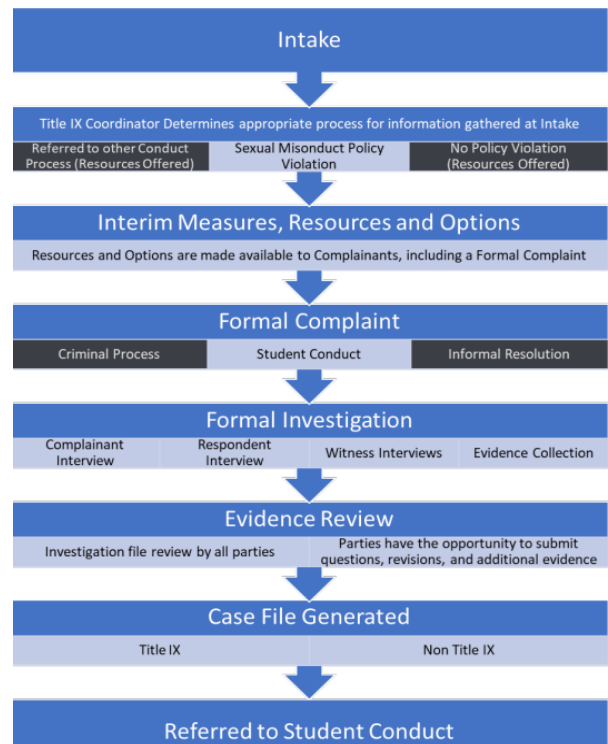 Intake
Title IX Coordinator Determines appropriate process for information gathered at Intake
Referred to other Conduct
Process (Resources Offered)
Sexual Misonduct Policy
Violation
No Policy Violation
(Resources Offered)
Interim Measures, Resources and Options
Resources and Options are made available to Complainants, including a Formal Complaint
Formal Complaint
Criminal Process
Student Conduct
Informal Resolution
Formal Investigation
Complainant
Interview
Respondent
Interview
Witness Interviews
Evidence Collection
Evidence Review
Investigation file review by all parties
Parties have the opportunity to submit
questions, revisions, and additional evidence
Case File Generated
Title IX
Non Title IX
Referred to Student Conduct